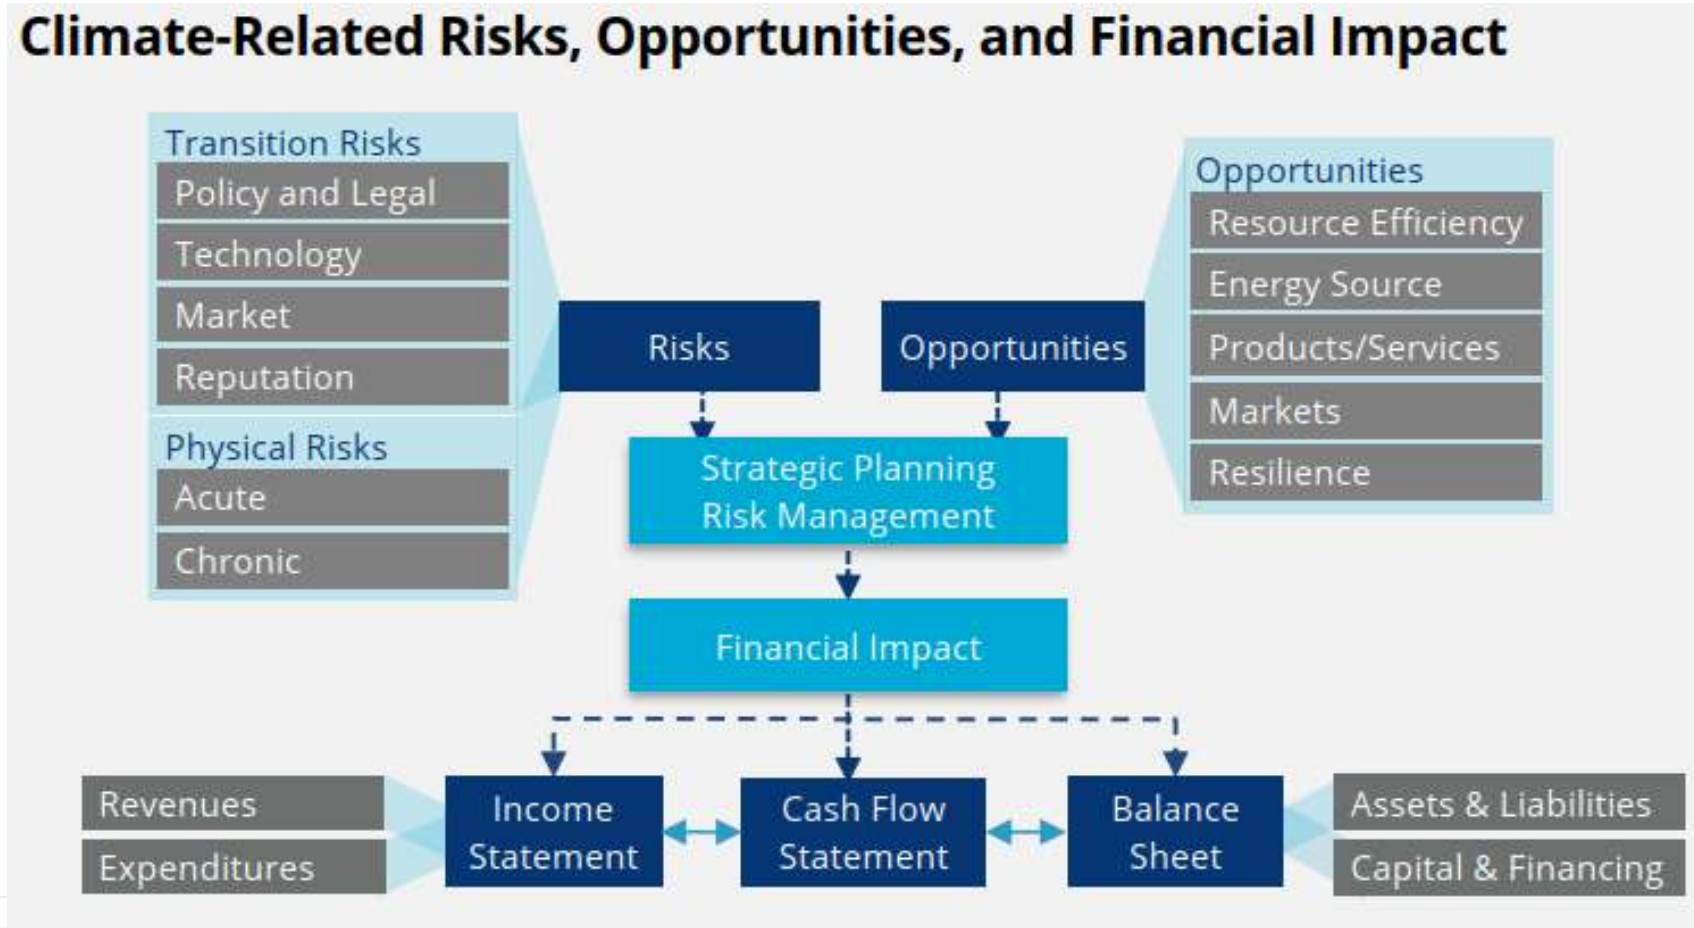 Climate-Related Risks, Opportunities, and Financial Impact
Transition Risks
Policy and Legal
Technology
Market
Reputation
Physical Risks
Acute
Chronic
Risks
Opportunities
Opportunities
Resource Efficiency
Energy Source
Products/Services
Markets
Resilience
Strategic Planning
Risk Management
Financial Impact
Revenues
Expenditures
Income
Statement
Cash Flow
Statement
Balance
Sheet
Assets & Liabilities
Capital & Financing